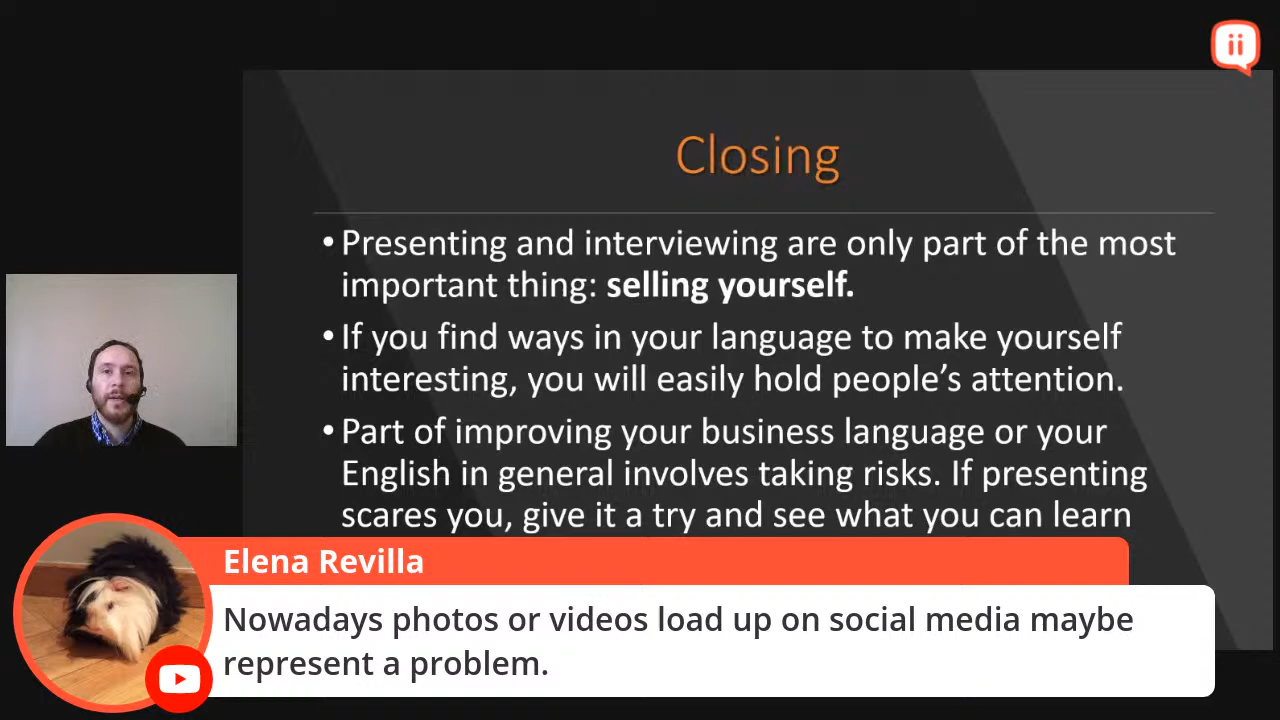 Closing
• Presenting and interviewing are only part of the most
important thing: selling yourself.
• If you find ways in your language to make yourself
interesting, you will easily hold people's attention.
• Part of improving your business language or your
English in general involves taking risks. If presenting
scares you, give it a try and see what you can learn
Elena Revilla
Nowadays photos or videos load up on social media maybe
represent a problem.